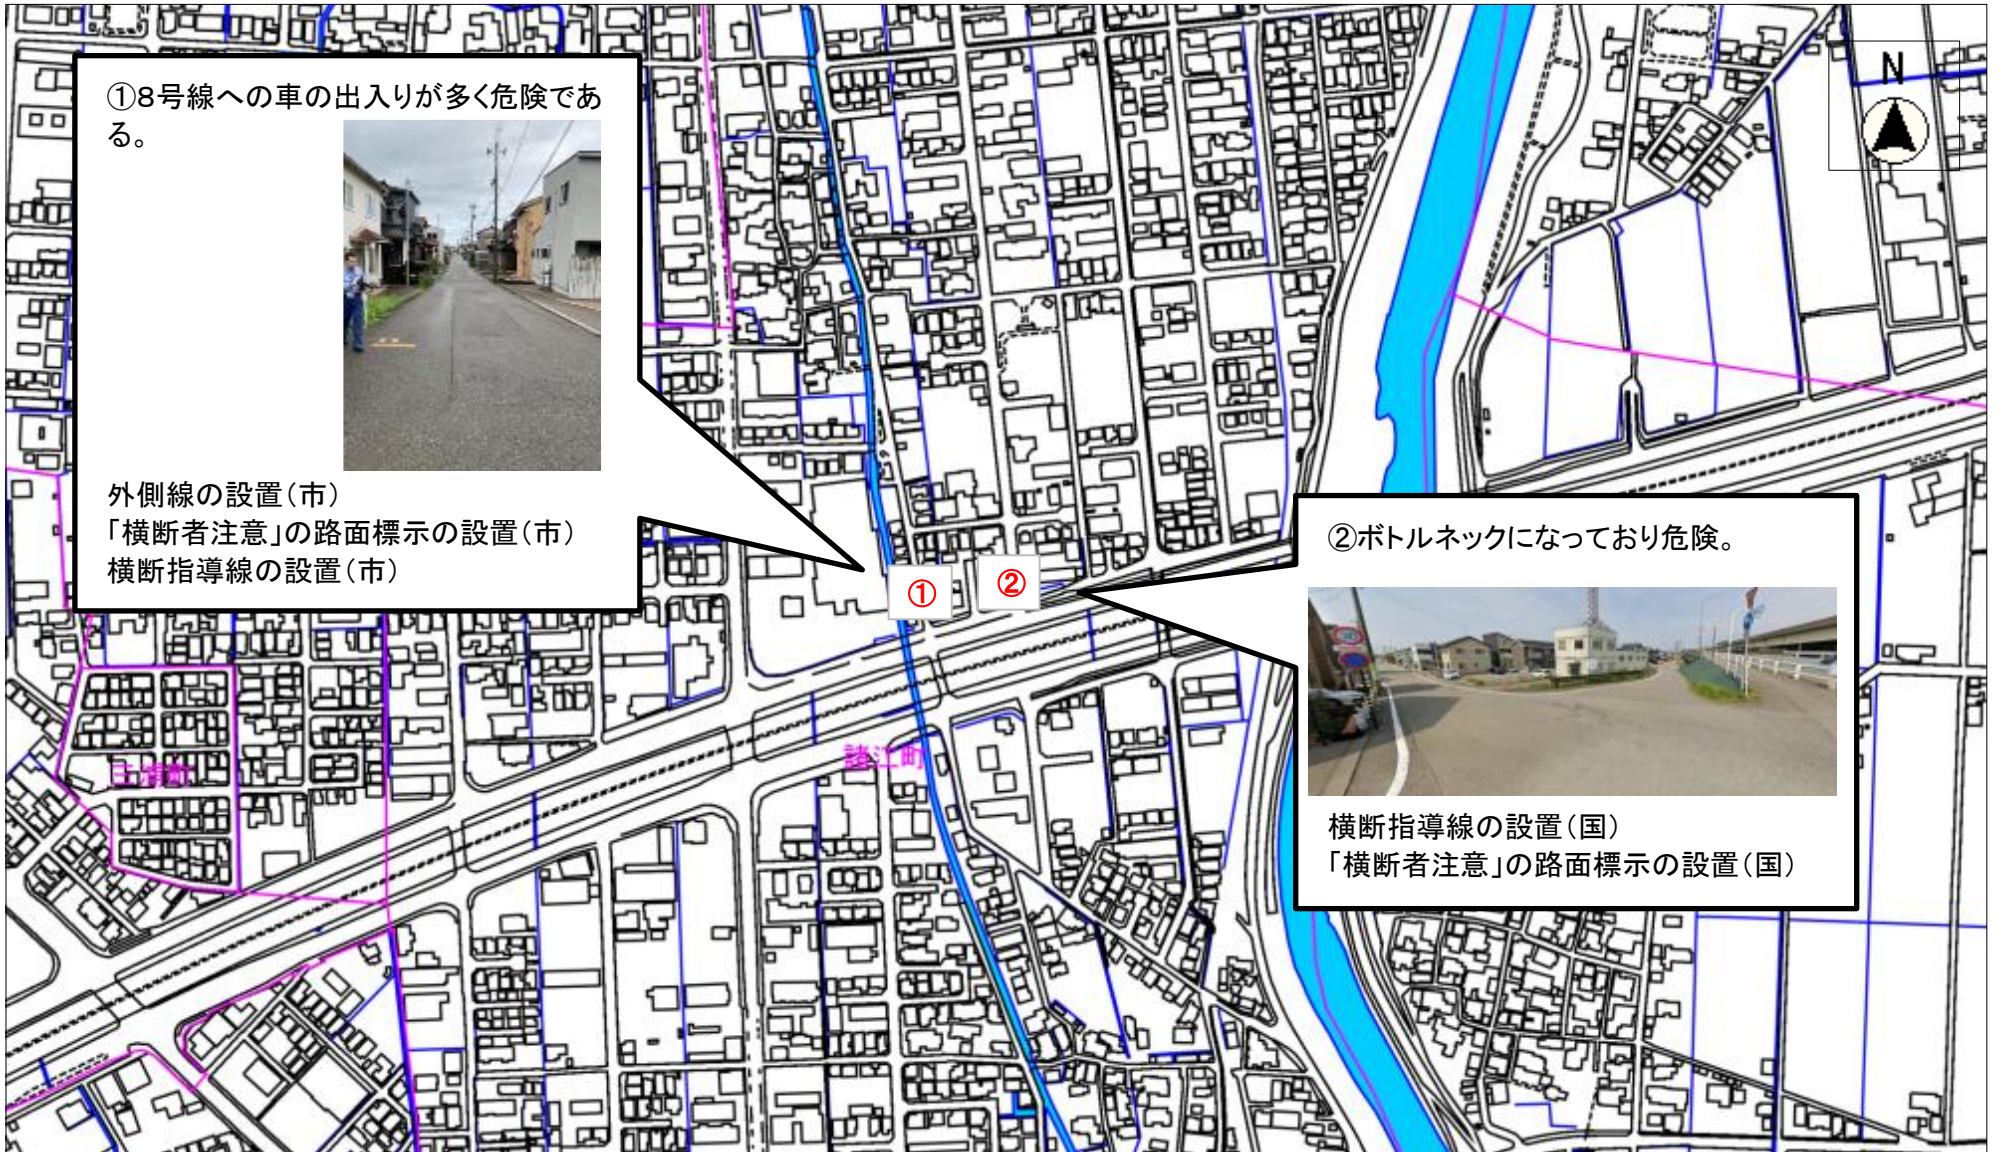 ①8号線への車の出入りが多く危険であ
る。
外側線の設置(市)
「横断者注意」の路面標示の設置(市)
横断指導線の設置(市)
N
①
②
②ボトルネックになっており危険。
横断指導線の設置(国)
「横断者注意」の路面標示の設置(国)
諸江町